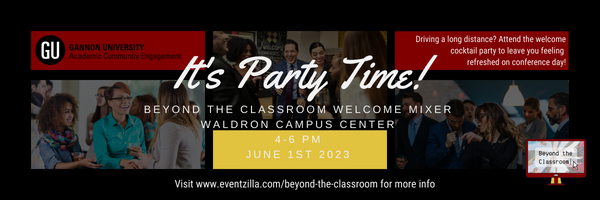 GU
GANNON UNIVERSITY
Academic Community Engagement
Driving a long distance? Attend the welcome
cocktail party to leave you feeling
refreshed on conference day!
It's Party Time!
BEYOND THE CLASSROOM WELCOME MIXER
WALDRON CAMPUS CENTER
4-6 PM
JUNE 1ST 2023
Beyond the
Classroom
Visit www.eventzilla.com/beyond-the-classroom for more info